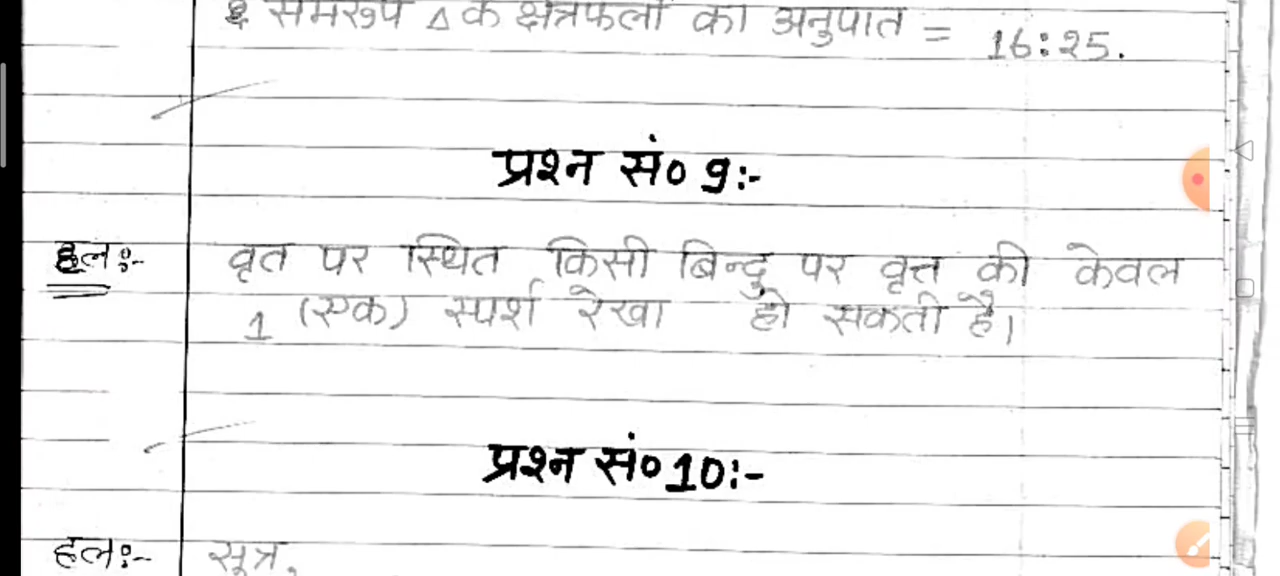 समरूप Δ के क्षेत्रफलों का अनुपात = 16:25.
प्रश्न सं० 9:-
हल:- वृत पर स्थित किसी बिन्दु पर वृत्त की केवल
1 (एक) स्पर्श रेखा हो सकती है।
प्रश्न सं० 10:-
हल:- सूत्र,